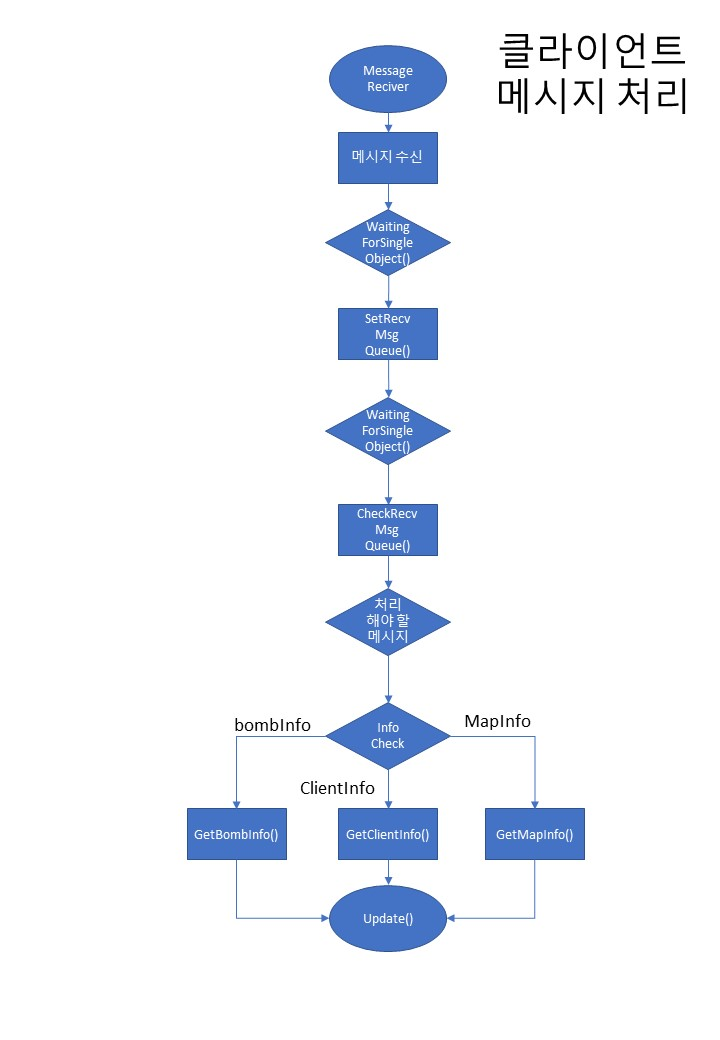 클라이언트
메시지 처리
Message
Reciver
메시지 수신
Waiting
ForSingle
Object()
SetRecv
Msg
Queue()
Waiting
ForSingle
Object()
CheckRecv
Msg
Queue()
처리
해야 할
메시지
Info
Check
bombInfo
MapInfo
ClientInfo
GetBombInfo()
GetClientInfo()
GetMapInfo()
Update()